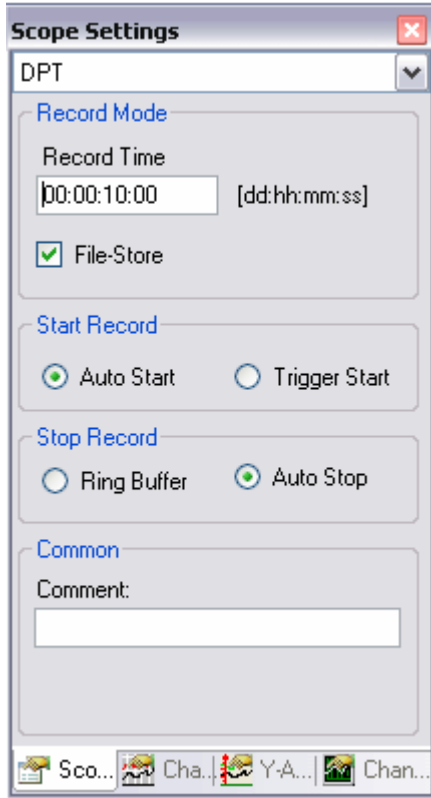 Scope Settings
DPT
Record Mode
Record Time
00:00:10:00 [dd:hh:mm:ss]
File-Store
Start Record
Auto Start Trigger Start
Stop Record
Ring Buffer Auto Stop
Common
Comment:
Sco... Cha... Y-A... Chan...